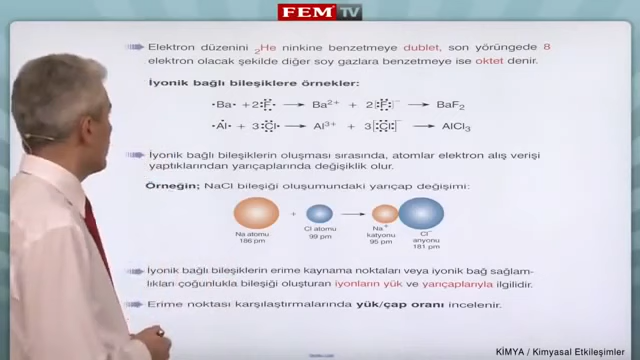 FEM TV
Elektron düzenini ₂He ninkine benzetmeye dublet, son yörüngede 8
elektron olacak şekilde diğer soy gazlara benzetmeye ise oktet denir.
İyonik bağlı bileşiklere örnekler:
•Ba• + 2:F: → Ba²⁺ + 2[:F:]⁻ → BaF₂
•Al• + 3:Cl• → Al³⁺ + 3[:Cl:]⁻ → AlCl₃
İyonik bağlı bileşiklerin oluşması sırasında, atomlar elektron alış verişi
yaptıklarından yarıçaplarında değişiklik olur.
Örneğin; NaCl bileşiği oluşumundaki yarıçap değişimi:
+ →
Na atomu Cl atomu Na⁺ Cl⁻
186 pm 99 pm katyonu anyonu
95 pm 181 pm
İyonik bağlı bileşiklerin erime kaynama noktaları veya iyonik bağ sağlam-
lıkları çoğunlukla bileşiği oluşturan iyonların yük ve yarıçaplarıyla ilgilidir.
Erime noktası karşılaştırmalarında yük/çap oranı incelenir.
KİMYA / Kimyasal Etkileşimler